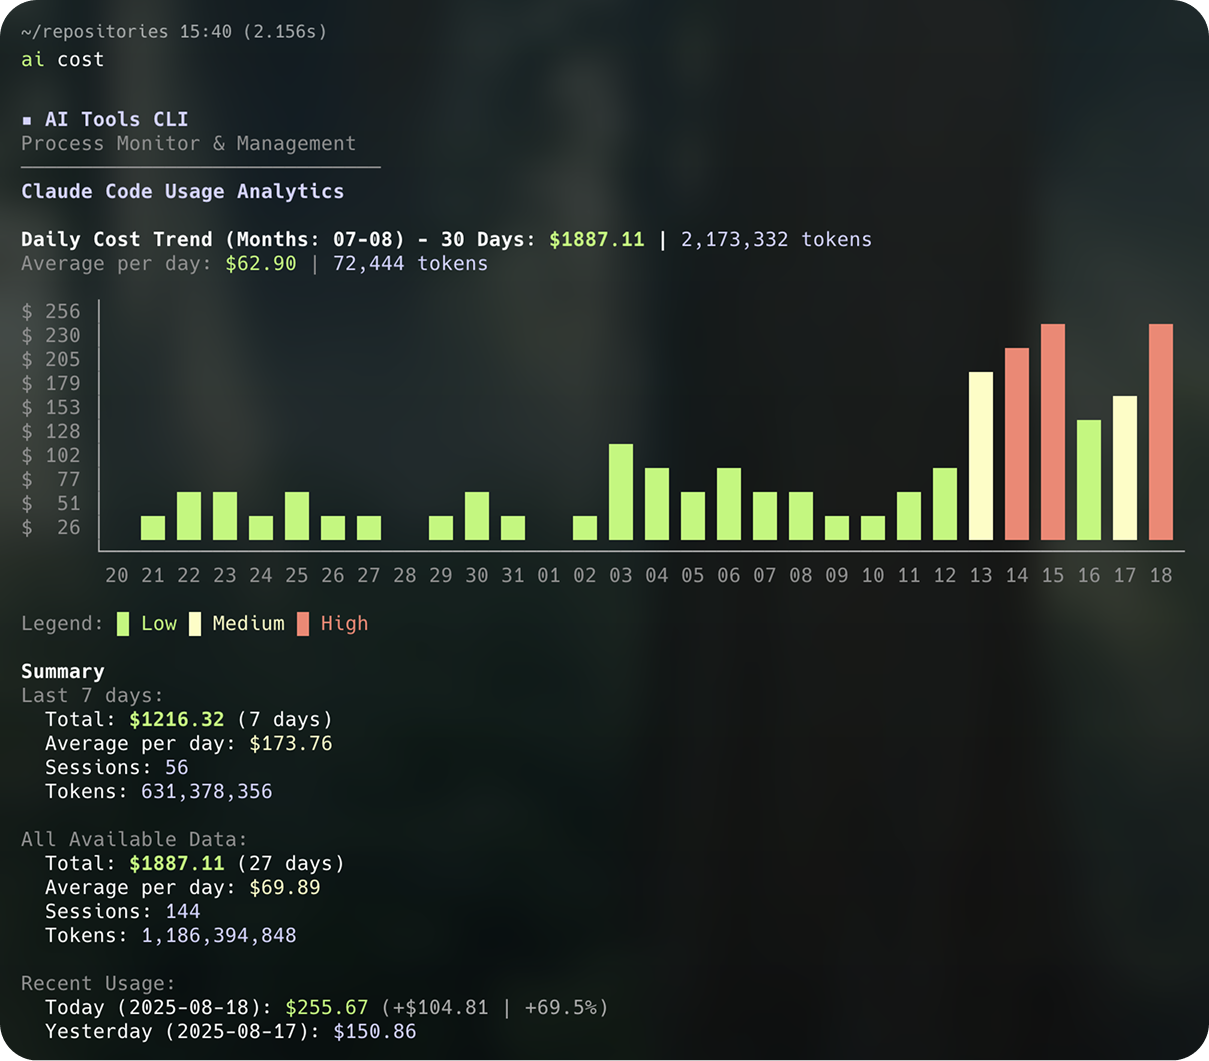 ~/repositories 15:40 (2.156s)
ai cost
▪ AI Tools CLI
Process Monitor & Management
Claude Code Usage Analytics
Daily Cost Trend (Months: 07-08) - 30 Days: $1887.11 | 2,173,332 tokens
Average per day: $62.90 | 72,444 tokens
$ 256
$ 230
$ 205
$ 179
$ 153
$ 128
$ 102
$ 77
$ 51
$ 26
20 21 22 23 24 25 26 27 28 29 30 31 01 02 03 04 05 06 07 08 09 10 11 12 13 14 15 16 17 18
Legend: Low Medium High
Summary
Last 7 days:
Total: $1216.32 (7 days)
Average per day: $173.76
Sessions: 56
Tokens: 631,378,356
All Available Data:
Total: $1887.11 (27 days)
Average per day: $69.89
Sessions: 144
Tokens: 1,186,394,848
Recent Usage:
Today (2025-08-18): $255.67 (+$104.81 | +69.5%)
Yesterday (2025-08-17): $150.86